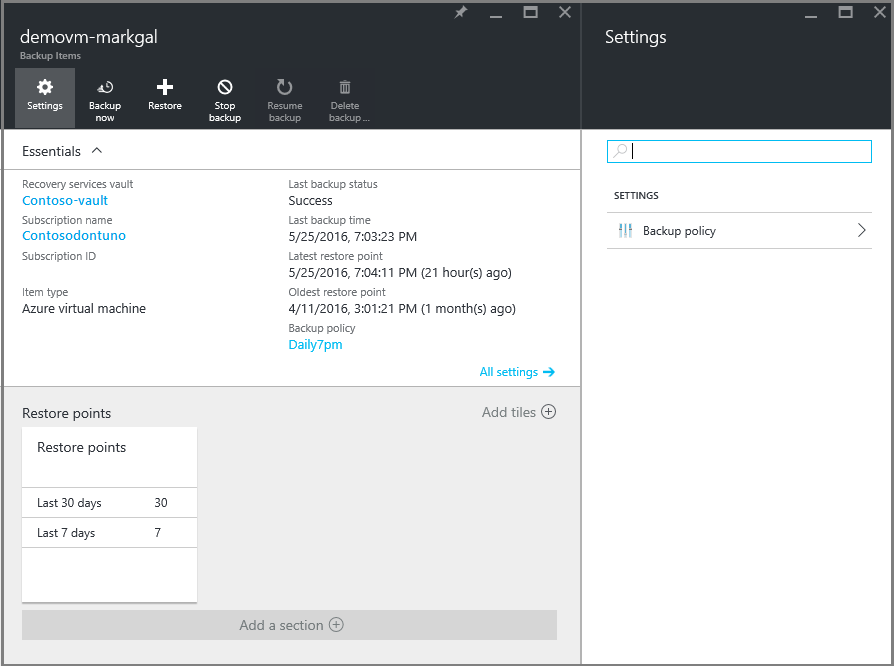 demovm-markgal
Backup Items
Settings
Backup
now
Restore
Stop
backup
Resume
backup
Delete
backup ...
Essentials
Recovery services vault
Contoso-vault
Subscription name
Contosodontuno
Subscription ID
Item type
Azure virtual machine
Last backup status
Success
Last backup time
5/25/2016, 7:03:23 PM
Latest restore point
5/25/2016, 7:04:11 PM (21 hour(s) ago)
Oldest restore point
4/11/2016, 3:01:21 PM (1 month(s) ago)
Backup policy
Daily7pm
All settings
Restore points
Add tiles
Restore points
Last 30 days 30
Last 7 days 7
Add a section
Settings
SETTINGS
Backup policy